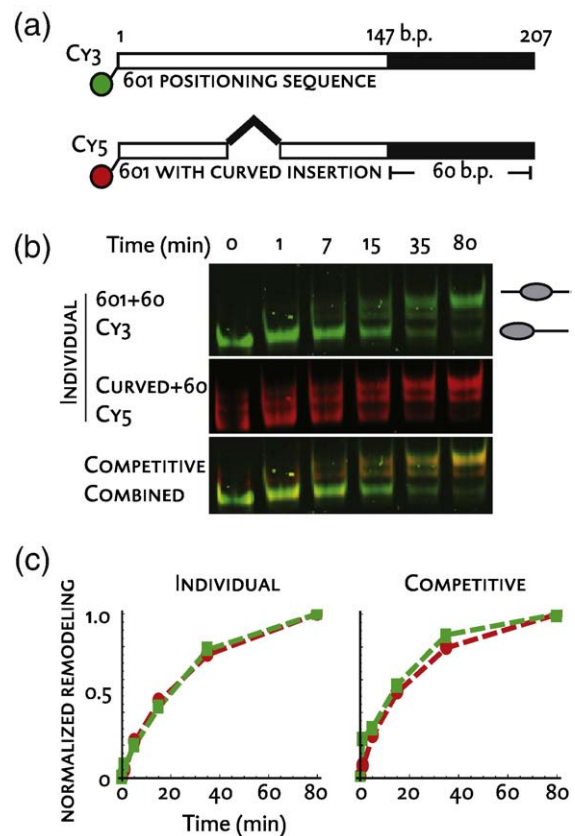 (a)
1 147 b.p. 207
Cy3
601 POSITIONING SEQUENCE
Cy5
601 WITH CURVED INSERTION 60 b.p.
(b)
Time (min) 0 1 7 15 35 80
INDIVIDUAL
601+60
Cy3
CURVED+60
Cy5
COMPETITIVE
COMBINED
(c)
INDIVIDUAL COMPETITIVE
NORMALIZED REMODELING
1.0
0.5
0
0 20 40 60 80 0 20 40 60 80
Time (min) Time (min)